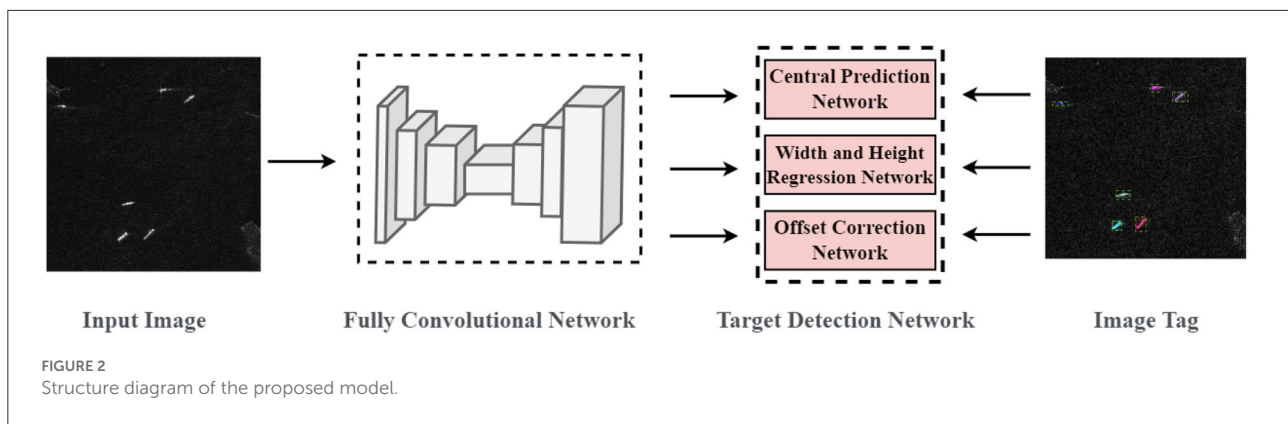 Central Prediction
Network
Width and Height
Regression Network
Offset Correction
Network
Input Image
Fully Convolutional Network
Target Detection Network
Image Tag
FIGURE 2
Structure diagram of the proposed model.